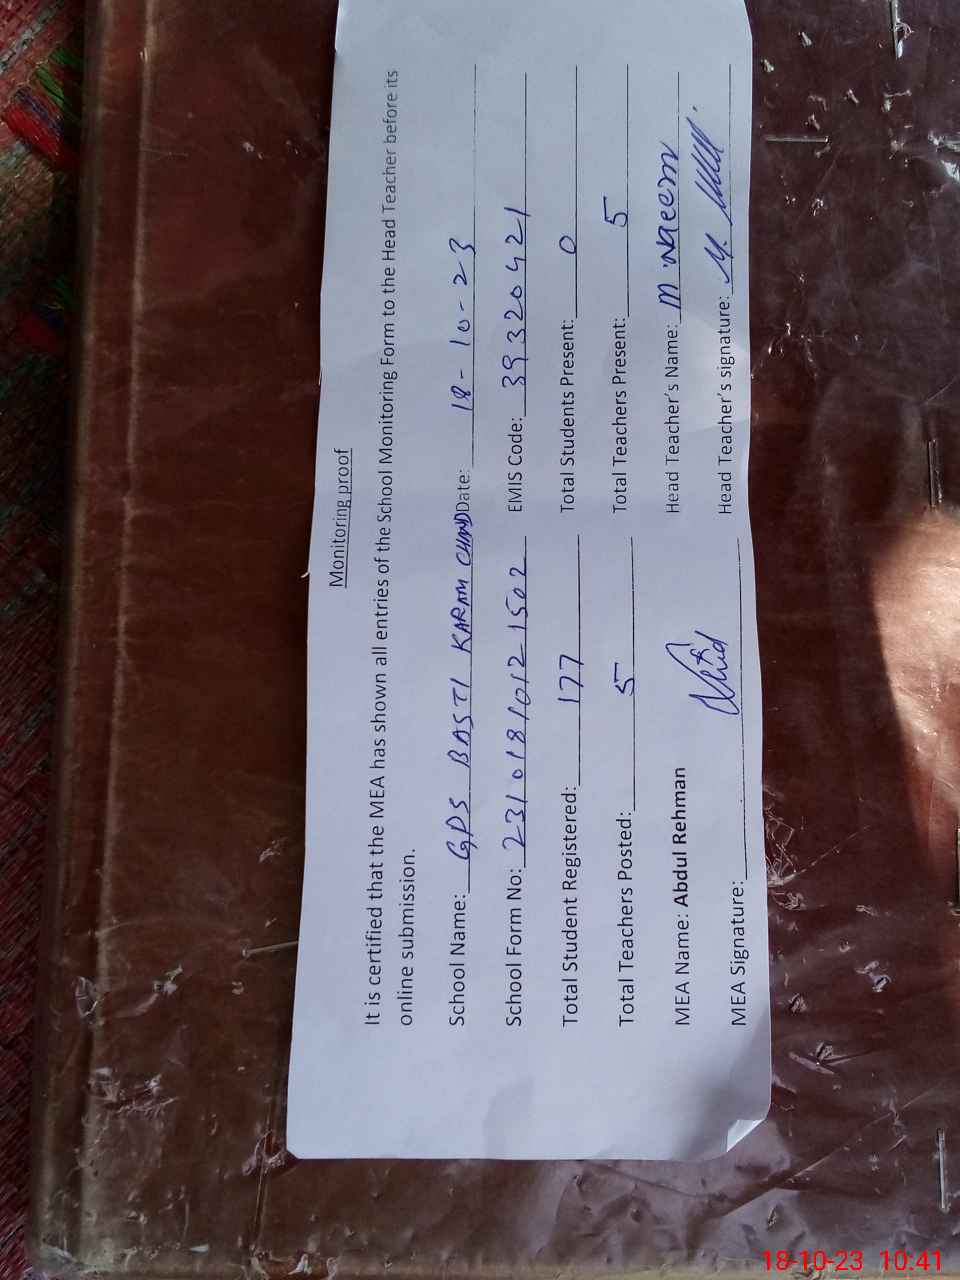 Monitoring proof
It is certified that the MEA has shown all entries of the School Monitoring Form to the Head Teacher before its
online submission.
School Name: GPS BASTI KARAM CHAND Date: 18-10-23
School Form No: 23101810121502 EMIS Code: 39320421
Total Student Registered: 177 Total Students Present: 0
Total Teachers Posted: 5 Total Teachers Present: 5
MEA Name: Abdul Rehman Head Teacher's Name: M. Naeem
MEA Signature: Head Teacher's signature:
18-10-23 10:41